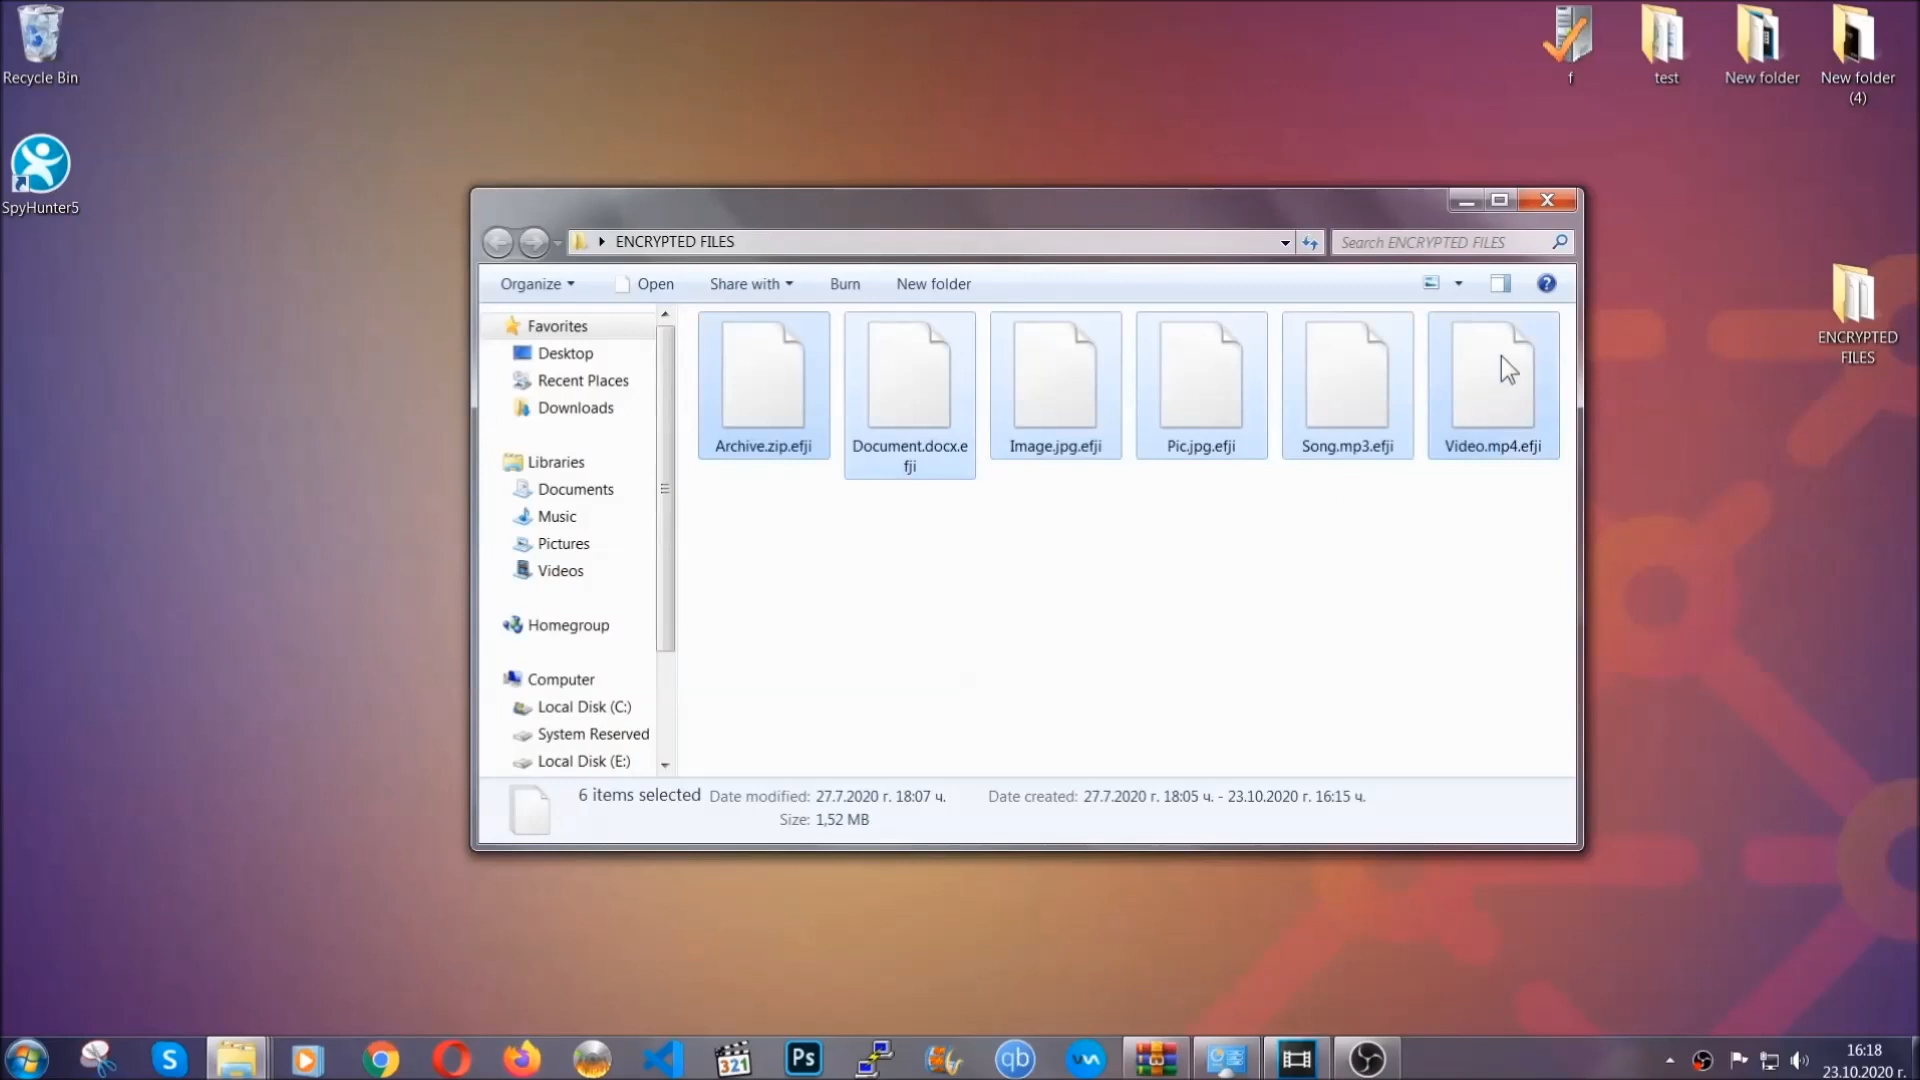 Recycle Bin
SpyHunter5
f
test
New folder
New folder
(4)
ENCRYPTED
FILES
ENCRYPTED FILES
Search ENCRYPTED FILES
Organize
Open
Share with
Burn
New folder
Favorites
Desktop
Recent Places
Downloads
Libraries
Documents
Music
Pictures
Videos
Homegroup
Computer
Local Disk (C:)
System Reserved
Local Disk (E:)
Archive.zip.efji
Document.docx.e
fji
Image.jpg.efji
Pic.jpg.efji
Song.mp3.efji
Video.mp4.efji
6 items selected Date modified: 27.7.2020 г. 18:07 ч. Date created: 27.7.2020 г. 18:05 ч. - 23.10.2020 г. 16:15 ч.
Size: 1,52 MB
S
321
Ps
qb
16:18
23.10.2020 г.